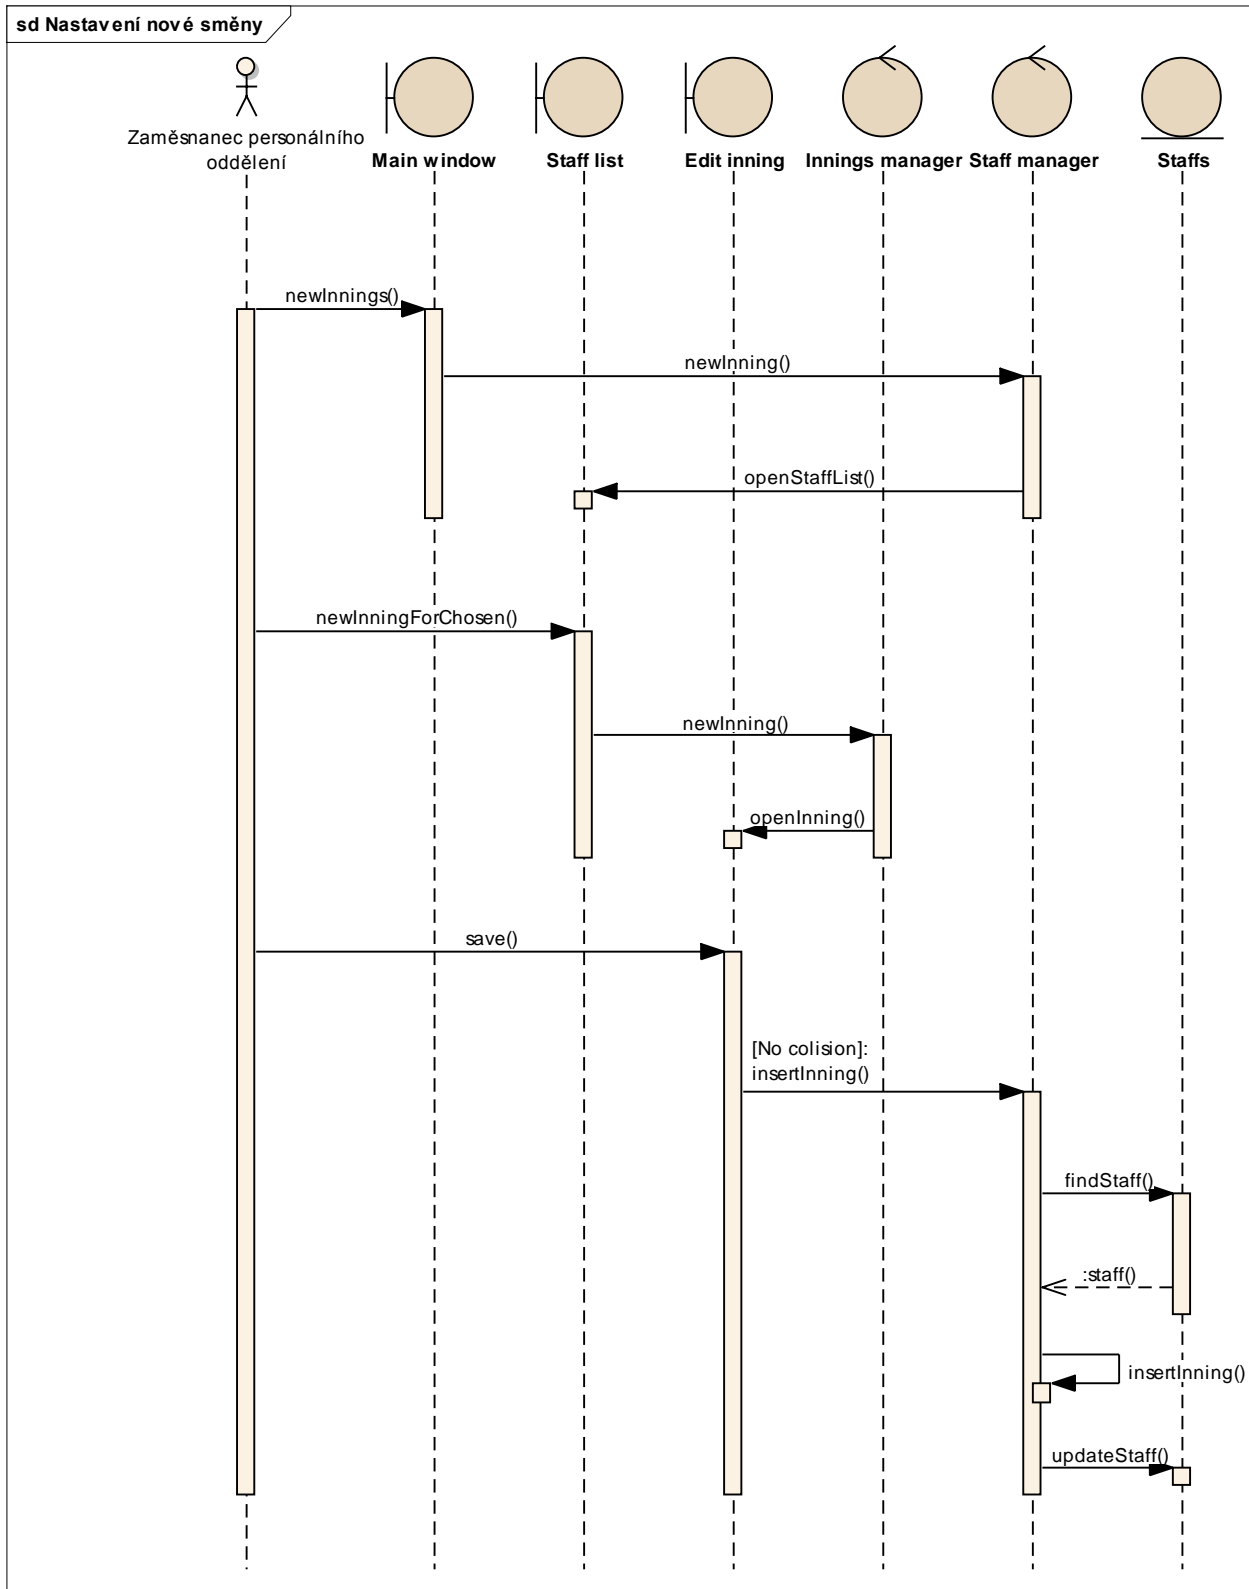 sd Nastavení nové směny
Zaměsnanec personálního
oddělení
Main window
Staff list
Edit inning
Innings manager
Staff manager
Staffs
newInnings()
newInning()
openStaffList()
newInningForChosen()
newInning()
openInning()
save()
[No colision]:
insertInning()
findStaff()
:staff()
insertInning()
updateStaff()